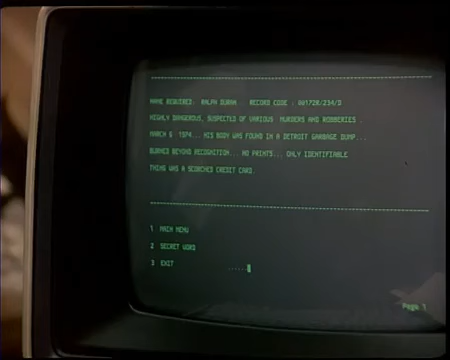 NAME REQUIRED: RALPH DURAN . RECORD CODE : 001728/234/D
HIGHLY DANGEROUS, SUSPECTED OF VARIOUS MURDERS AND ROBBERIES .
MARCH 5 1974... HIS BODY WAS FOUND IN A DETROIT GARBAGE DUMP...
BURNED BEYOND RECOGNITION... NO PRINTS... ONLY IDENTIFIABLE
THING WAS A SCORCHED CREDIT CARD.
1 MAIN MENU
2 SECRET WORD
3 EXIT ......
Page 1